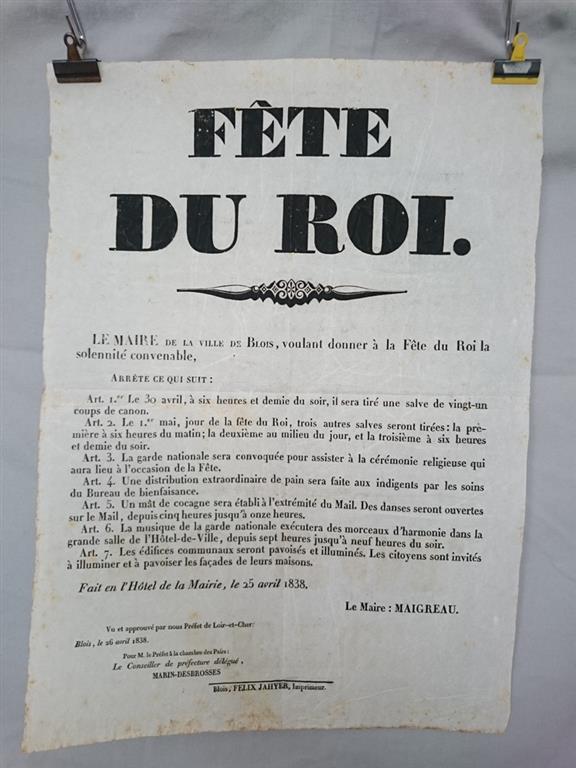 FÊTE
DU ROI.
LE MAIRE DE LA VILLE DE BLOIS, voulant donner à la Fête du Roi la
solennité convenable,
ARRÊTE CE QUI SUIT :
Art. 1.er Le 30 avril, à six heures et demie du soir, il sera tiré une salve de vingt-un
coups de canon.
Art. 2. Le 1.er mai, jour de la fête du Roi, trois autres salves seront tirées: la pre-
mière à six heures du matin; la deuxième au milieu du jour, et la troisième à six heures
et demie du soir.
Art. 3. La garde nationale sera convoquée pour assister à la cérémonie religieuse qui
aura lieu à l'occasion de la Fête.
Art. 4. Une distribution extraordinaire de pain sera faite aux indigents par les soins
du Bureau de bienfaisance.
Art. 5. Un mât de cocagne sera établi à l'extrémité du Mail. Des danses seront ouvertes
sur le Mail, depuis cinq heures jusqu'à onze heures.
Art. 6. La musique de la garde nationale exécutera des morceaux d'harmonie dans la
grande salle de l'Hôtel-de-Ville, depuis sept heures jusqu'à neuf heures du soir.
Art. 7. Les édifices communaux seront pavoisés et illuminés. Les citoyens sont invités
à illuminer et à pavoiser les façades de leurs maisons.
Fait en l'Hôtel de la Mairie, le 25 avril 1838.
Le Maire : MAIGREAU.
Vu et approuvé par nous Préfet de Loir-et-Cher:
Blois, le 26 avril 1838.
Pour M. le Préfet à la chambre des Pairs :
Le Conseiller de préfecture délégué,
MARIN-DESBROSSES
Blois, FELIX JAHYER, Imprimeur.